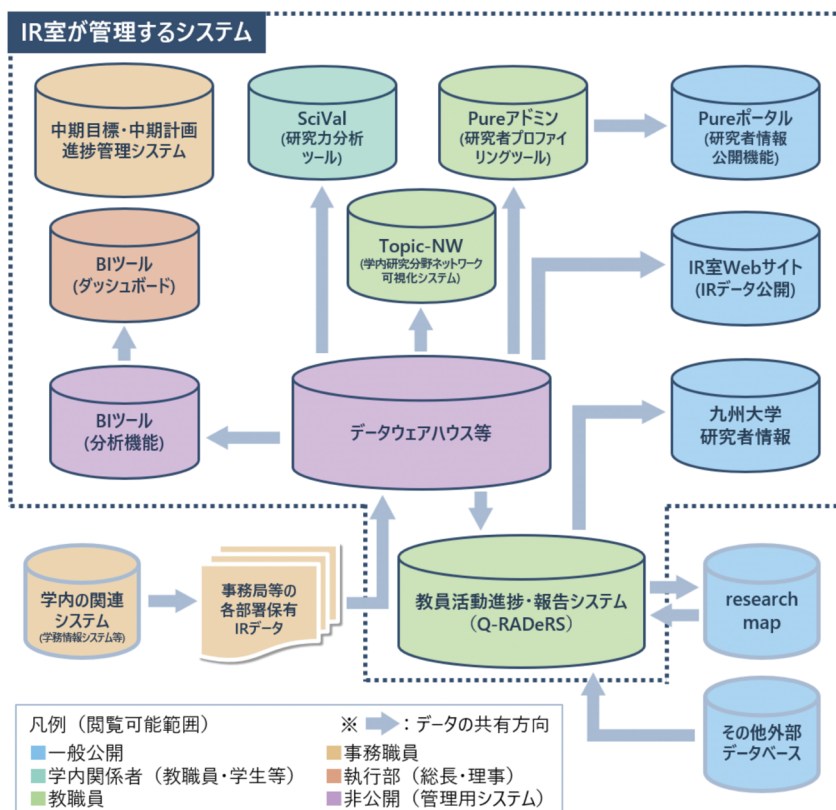 IR室が管理するシステム
中期目標・中期計画
進捗管理システム
SciVal
(研究力分析
ツール)
Pureアドミン
(研究者プロファイ
リングツール)
Pureポータル
(研究者情報
公開機能)
BIツール
(ダッシュボード)
Topic-NW
(学内研究分野ネットワーク
可視化システム)
IR室Webサイト
(IRデータ公開)
BIツール
(分析機能)
データウェアハウス等
九州大学
研究者情報
学内の関連
システム
(学務情報システム等)
事務局等の
各部署保有
IRデータ
教員活動進捗・報告システム
(Q-RADeRS)
research
map
その他外部
データベース
凡例（閲覧可能範囲）
※ ：データの共有方向
一般公開
事務職員
学内関係者（教職員・学生等）
執行部（総長・理事）
教職員
非公開（管理用システム）